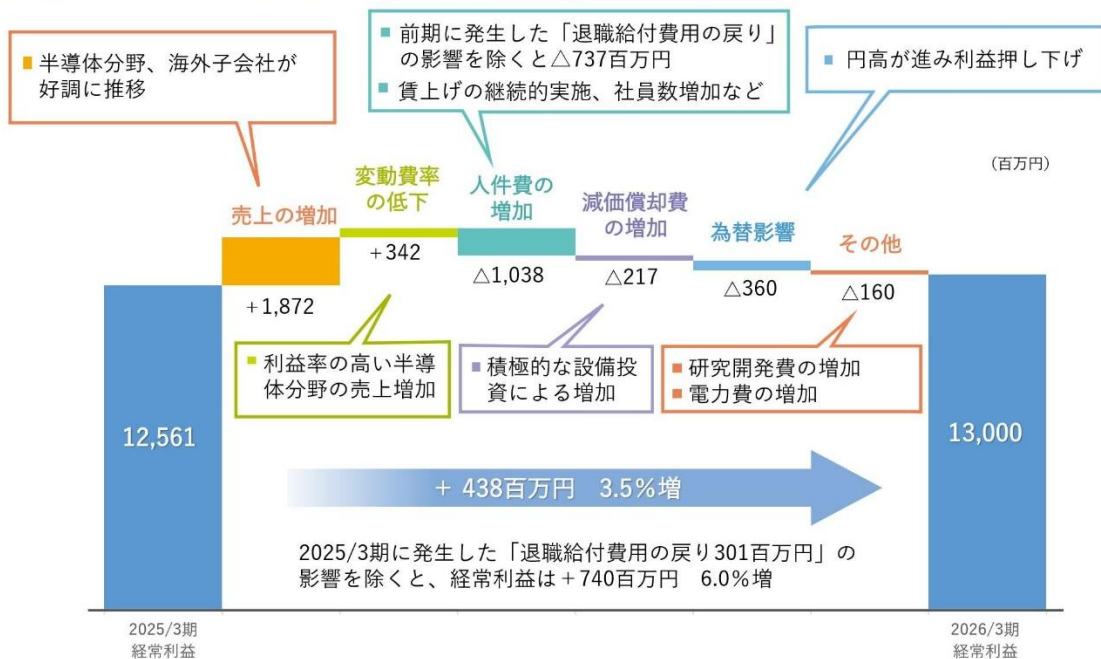 ■ 半導体分野、海外子会社が
好調に推移
■ 前期に発生した「退職給付費用の戻り」
の影響を除くと△737百万円
■ 賃上げの継続的実施、社員数増加など
■ 円高が進み利益押し下げ
(百万円)
売上の増加
+1,872
変動費率
の低下
+342
人件費の
増加
△1,038
減価償却費
の増加
△217
為替影響
△360
その他
△160
■ 利益率の高い半導
体分野の売上増加
■ 積極的な設備投
資による増加
■ 研究開発費の増加
■ 電力費の増加
12,561
13,000
+ 438百万円 3.5%増
2025/3期に発生した「退職給付費用の戻り301百万円」の
影響を除くと、経常利益は+740百万円 6.0%増
2025/3期
経常利益
2026/3期
経常利益